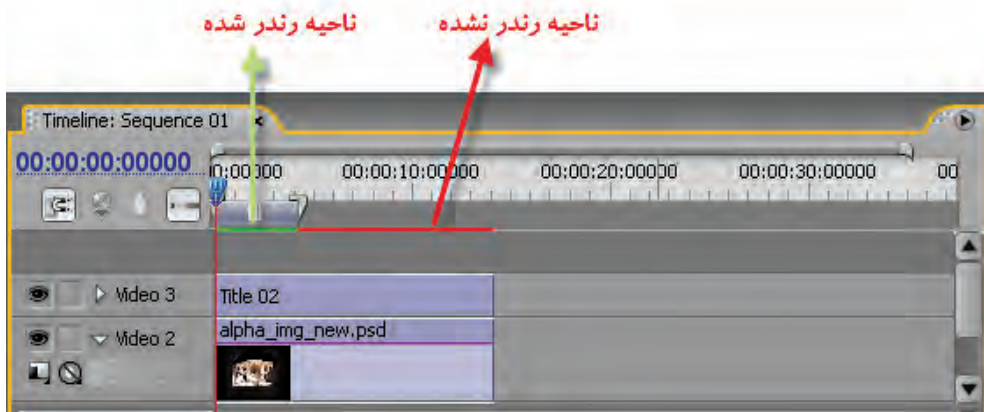 ناحیه رندر نشده
ناحیه رندر شده
Timeline: Sequence 01
00:00:00:00000
0:00000 00:00:10:00000 00:00:20:00000 00:00:30:00000 00
Video 3
Title 02
Video 2
alpha_img_new.psd